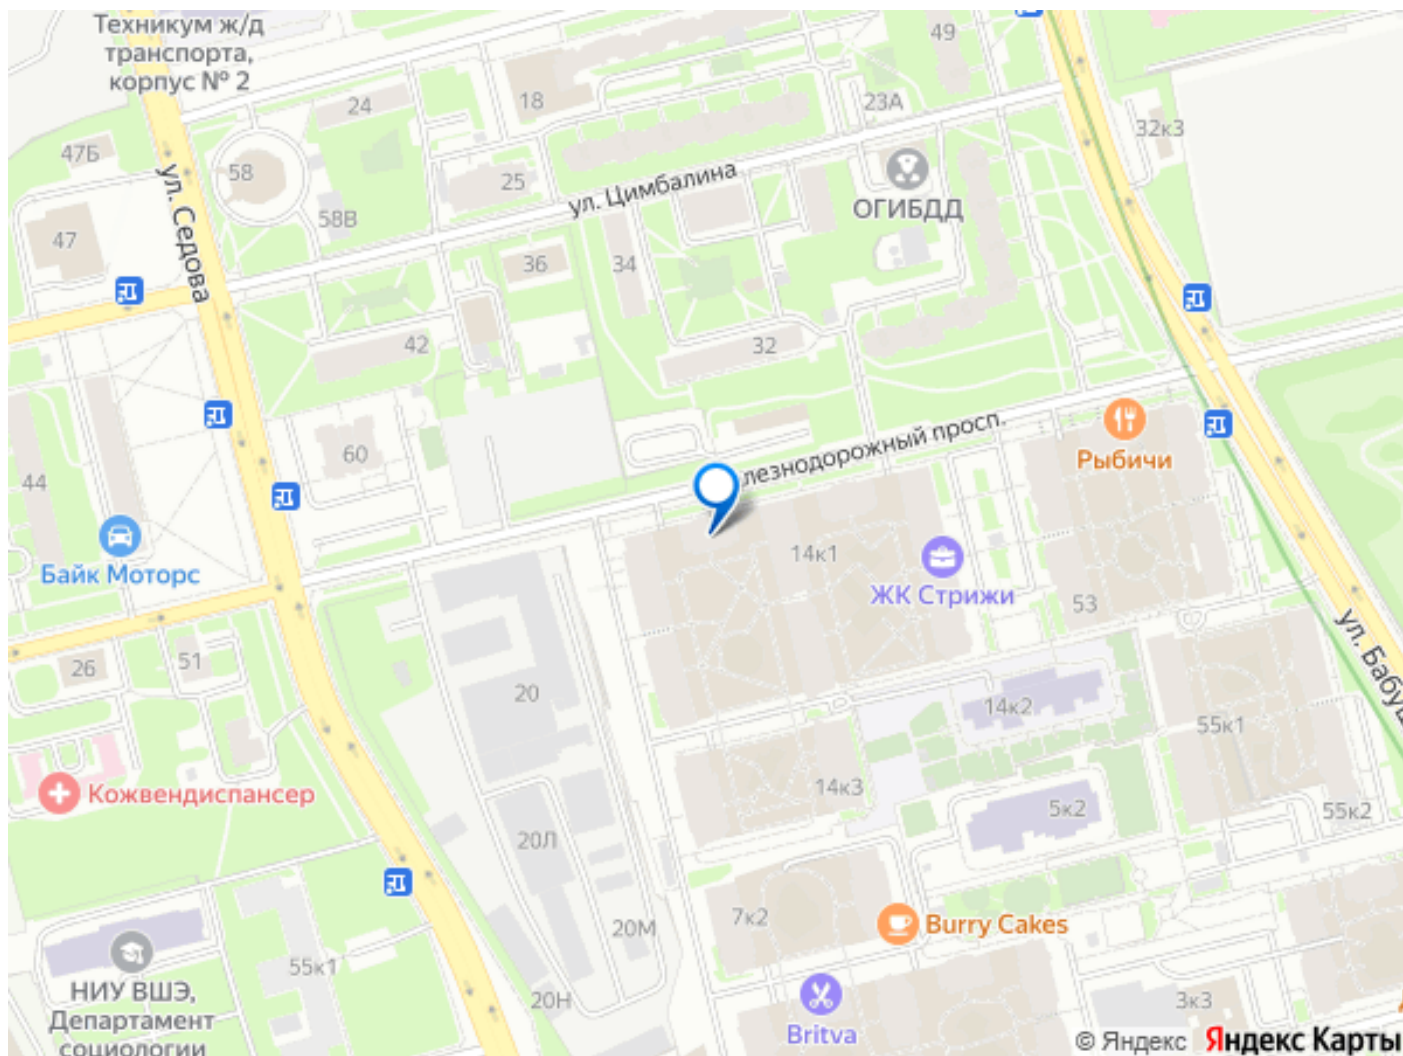 Техникум ж/д
транспорта,
корпус № 2
49
24
18
23А
32к3
47Б
58
25
ул. Цимбалина
ул. Седова
ОГИБДД
58В
47
36
34
42
32
60
лезнодорожный просп.
Рыбичи
44
Байк Моторс
14к1
ЖК Стрижи
53
ул. Бабуш
26
51
20
14к2
55к1
Кожвендиспансер
14к3
5к2
55к2
20Л
7к2
Burry Cakes
20М
НИУ ВШЭ,
Департамент
социологии
55к1
20Н
Britva
3к3
© Яндекс Яндекс Карты